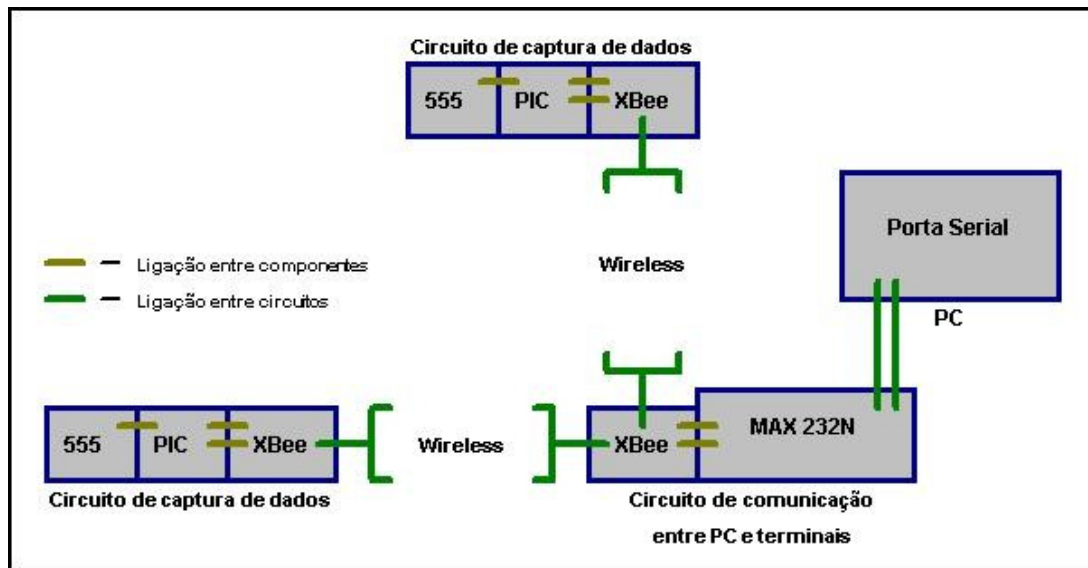 Circuito de captura de dados
555 PIC XBee
Porta Serial
Wireless
— Ligação entre componentes
— Ligação entre circuitos
PC
555 PIC XBee
Wireless
XBee
MAX 232N
Circuito de captura de dados
Circuito de comunicação
entre PC e terminais